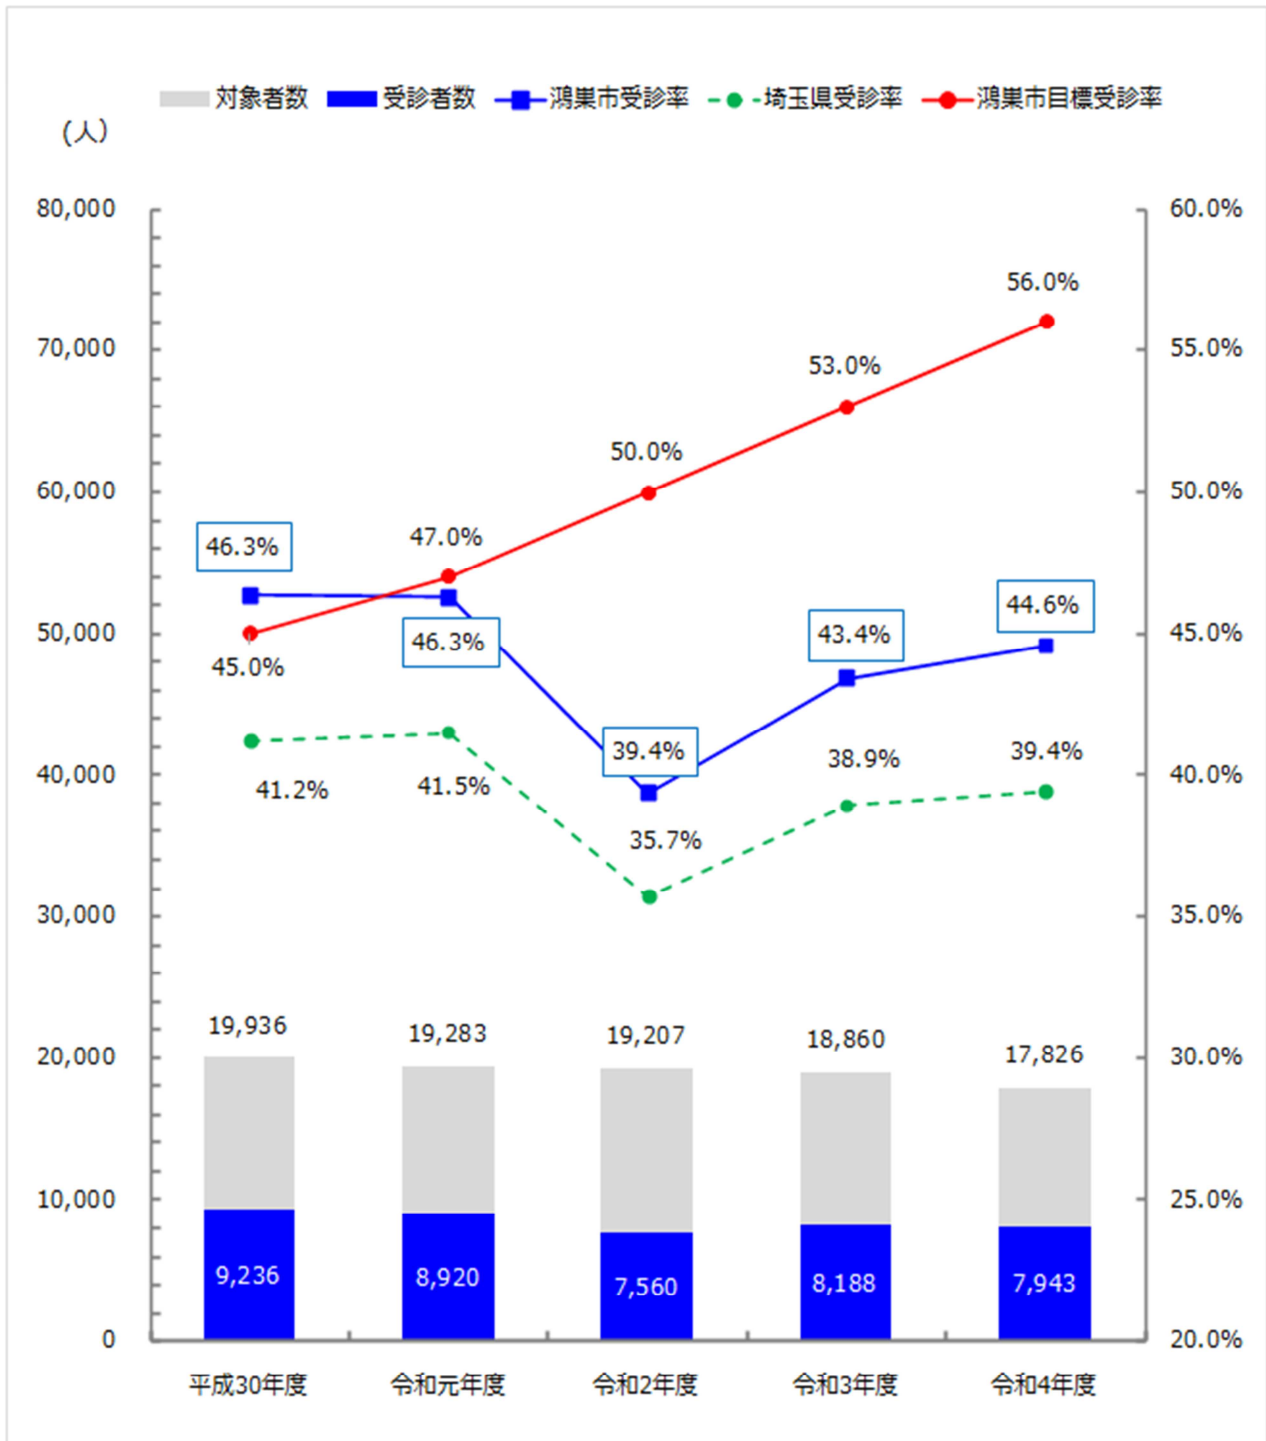 対象者数 受診者数 鴻巣市受診率 埼玉県受診率 鴻巣市目標受診率
(人)
80,000 60.0%
56.0%
70,000 55.0%
53.0%
50.0%
60,000 50.0%
46.3% 47.0%
44.6%
50,000 46.3% 43.4% 45.0%
45.0%
39.4% 38.9% 39.4%
40,000 41.2% 41.5% 40.0%
35.7%
30,000 35.0%
19,936 19,283 19,207 18,860 17,826
20,000 30.0%
10,000 25.0%
9,236 8,920 7,560 8,188 7,943
0 20.0%
平成30年度 令和元年度 令和2年度 令和3年度 令和4年度